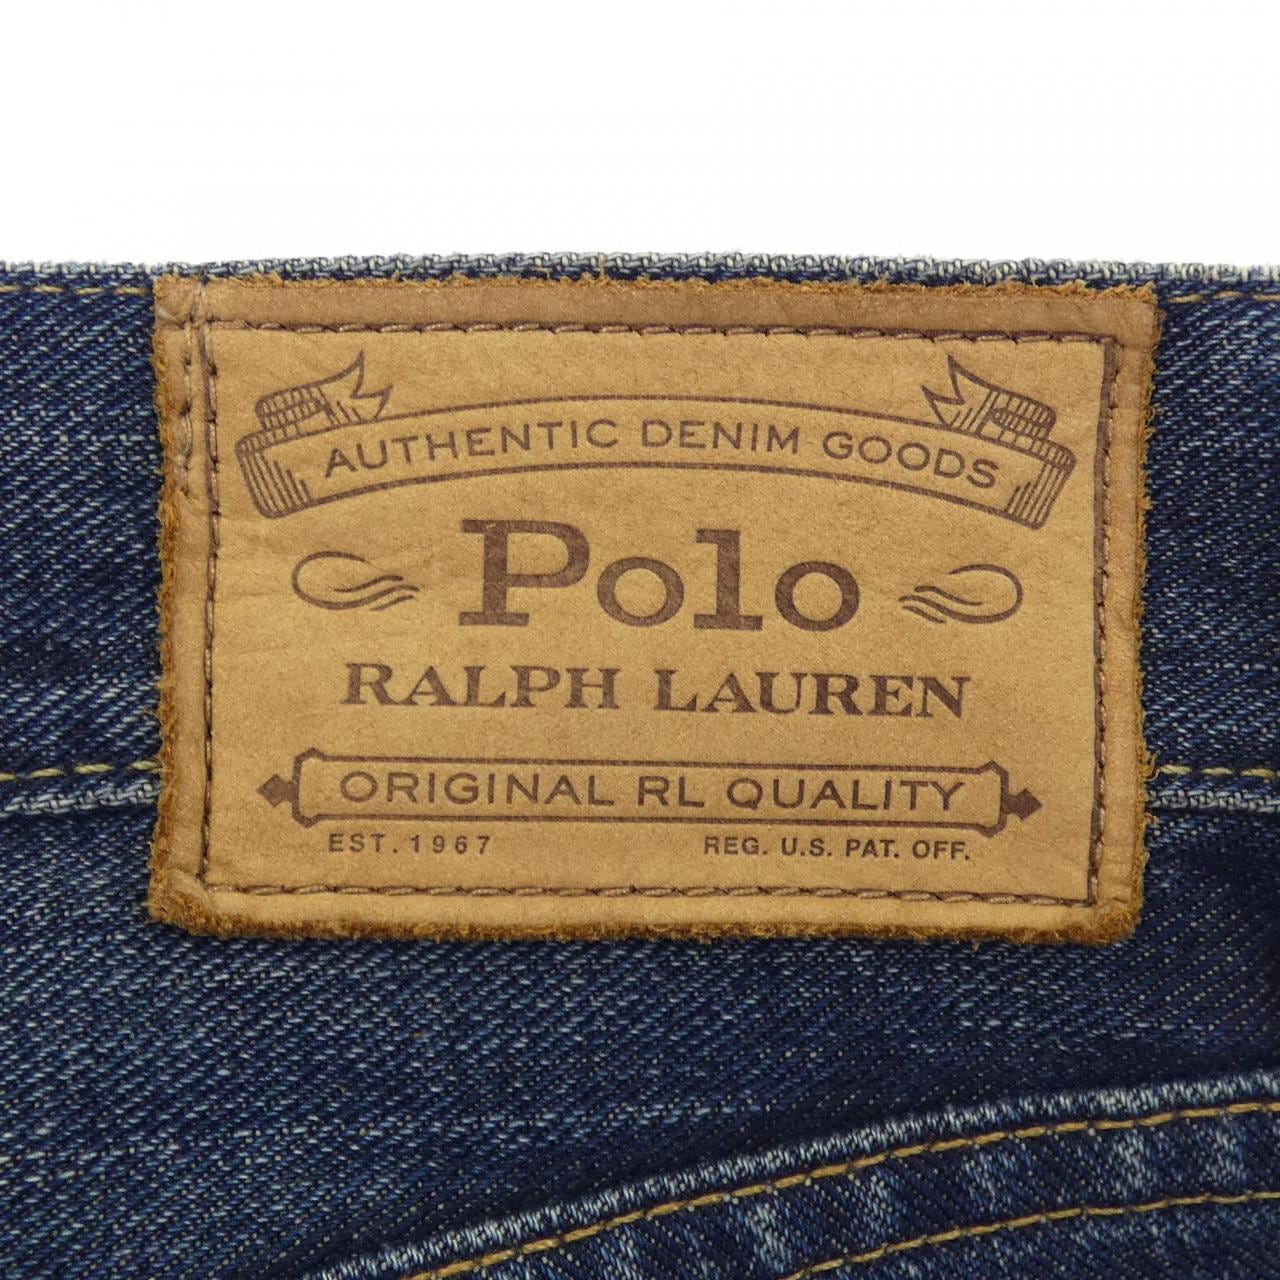 AUTHENTIC DENIM GOODS
Polo
RALPH LAUREN
ORIGINAL RL QUALITY
EST. 1967 REG. U.S. PAT. OFF.